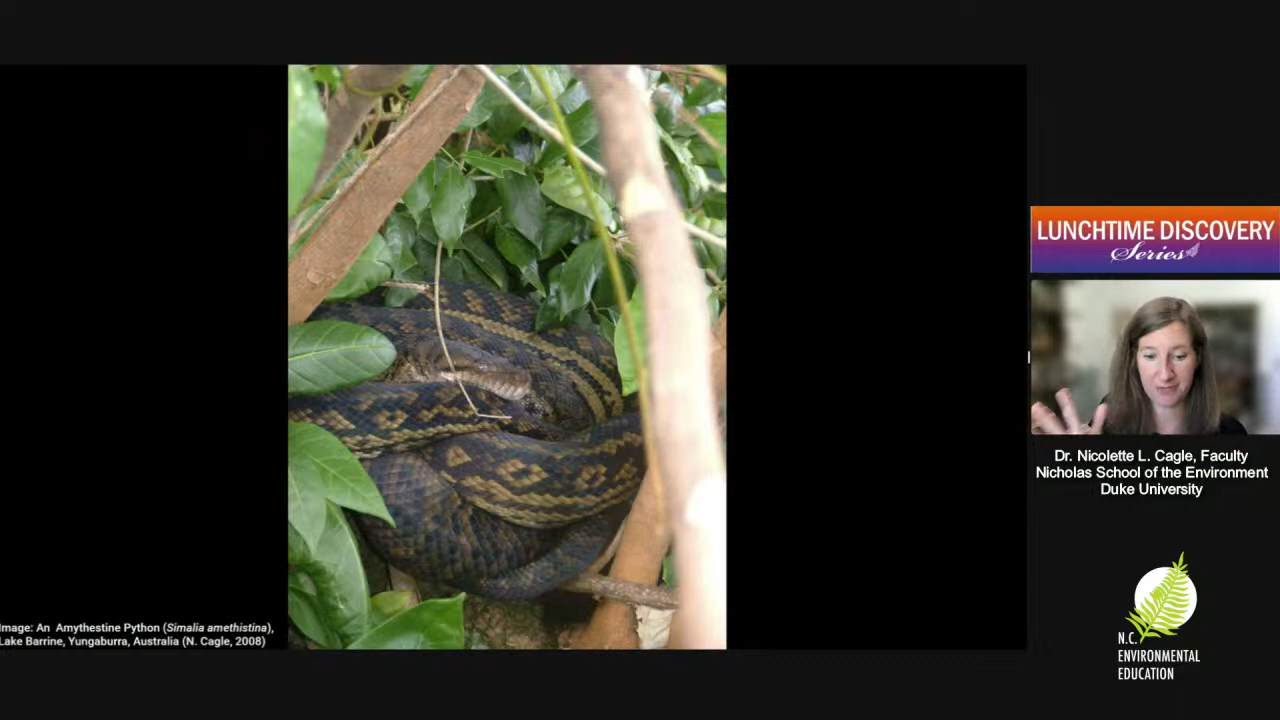 LUNCHTIME DISCOVERY
Series
Dr. Nicolette L. Cagle, Faculty
Nicholas School of the Environment
Duke University
Image: An Amythestine Python (Simalia amethistina),
Lake Barrine, Yungaburra, Australia (N. Cagle, 2008)
N.C.
ENVIRONMENTAL
EDUCATION